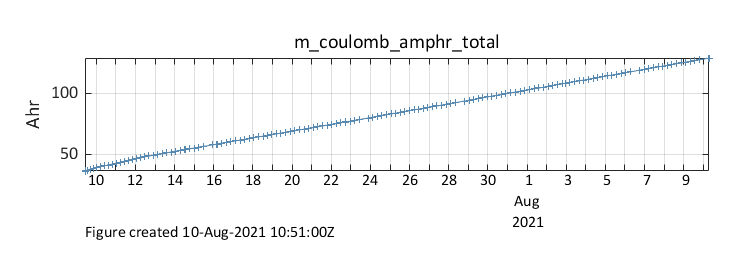 m_coulomb_amphr_total
Ahr
100
50
10 12 14 16 18 20 22 24 26 28 30 1 3 5 7 9
Aug
2021
Figure created 10-Aug-2021 10:51:00Z